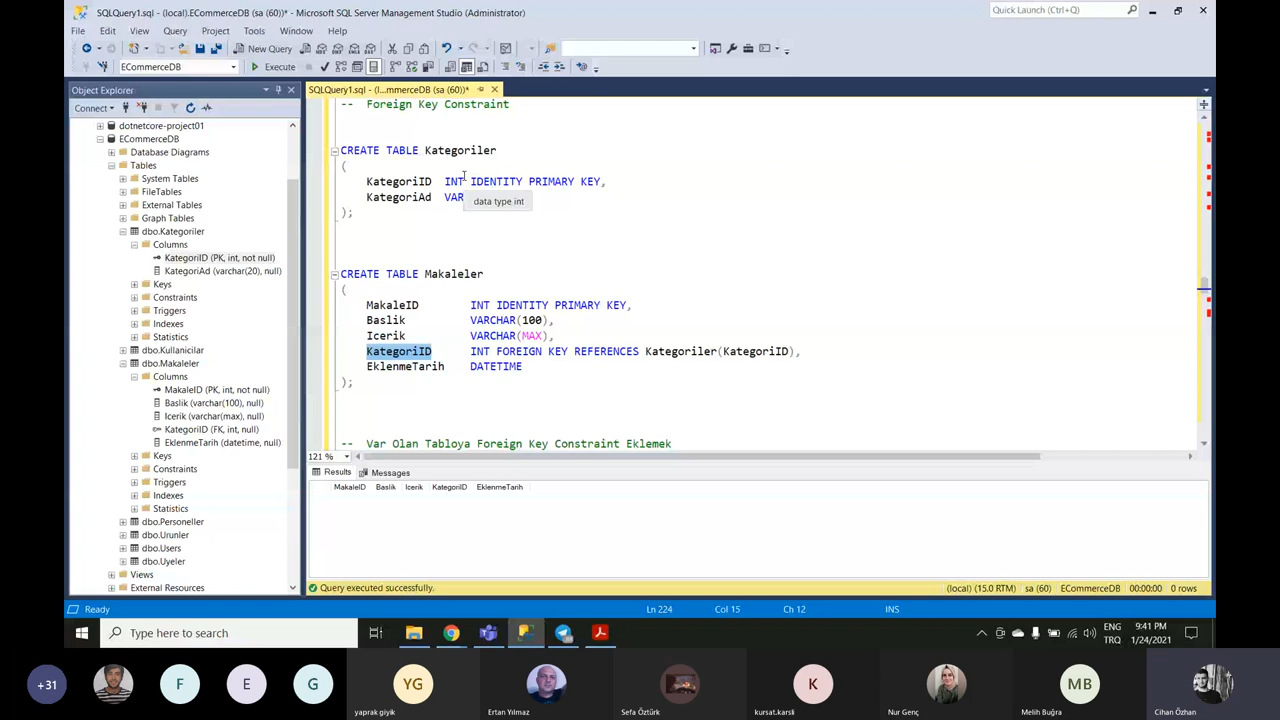 SQLQuery1.sql - (local).ECommerceDB (sa (60))* - Microsoft SQL Server Management Studio (Administrator)
Quick Launch (Ctrl+Q)
File Edit View Query Project Tools Window Help
New Query
ECommerceDB
Execute
Object Explorer
Connect
dotnetcore-project01
ECommerceDB
Database Diagrams
Tables
System Tables
FileTables
External Tables
Graph Tables
dbo.Kategoriler
Columns
KategoriID (PK, int, not null)
KategoriAd (varchar(20), null)
Keys
Constraints
Triggers
Indexes
Statistics
dbo.Kullanicilar
dbo.Makaleler
Columns
MakaleID (PK, int, not null)
Baslik (varchar(100), null)
Icerik (varchar(max), null)
KategoriID (FK, int, null)
EklenmeTarih (datetime, null)
Keys
Constraints
Triggers
Indexes
Statistics
dbo.Personeller
dbo.Urunler
dbo.Users
dbo.Uyeler
Views
External Resources
SQLQuery1.sql - (l...mmerceDB (sa (60))*
-- Foreign Key Constraint
CREATE TABLE Kategoriler
(
KategoriID INT IDENTITY PRIMARY KEY,
KategoriAd VAR
data type int
);
CREATE TABLE Makaleler
(
MakaleID INT IDENTITY PRIMARY KEY,
Baslik VARCHAR(100),
Icerik VARCHAR(MAX),
KategoriID INT FOREIGN KEY REFERENCES Kategoriler(KategoriID),
EklenmeTarih DATETIME
);
-- Var Olan Tabloya Foreign Key Constraint Eklemek
121 %
Results Messages
MakaleID Baslik Icerik KategoriID EklenmeTarih
Query executed successfully.
(local) (15.0 RTM) sa (60) ECommerceDB 00:00:00 0 rows
Ready
Ln 224 Col 15 Ch 12 INS
Type here to search
ENG
TRQ
9:41 PM
1/24/2021
+31
F
E
G
YG
yaprak giyik
Ertan Yılmaz
Sefa Öztürk
K
kursat.karsli
Nur Genç
MB
Melih Buğra
Cihan Özhan